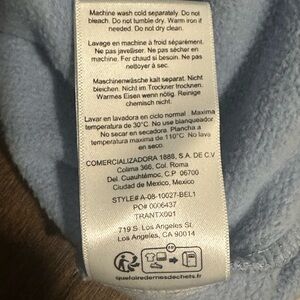 Machine wash cold separately. Do not
bleach. Do not tumble dry. Warm iron if
needed. Do not dry clean.
Lavage en machine à froid séparément.
Ne pas javelliser. Ne pas sécher en
machine. Fer chaud si besoin. Ne pas
nettoyer à sec.
Maschinenwäsche kalt separat. Nicht
bleichen. Nicht im Trockner trocknen.
Warmes Eisen wenig nötig. Reinige
chemisch nicht.
Lavar en lavadora en ciclo normal Maxima
temperatura de 30°C. No use blanqueador
No secar en secadora. Plancha a
temperatura maxima de 110°C. No lavo
en seco.
COMERCIALIZADORA 1888, S.A. DE C.V
Colima 366, Col. Roma
Del. Cuauhtémoc, C.P 06700
Ciudad de Mexico, Mexico
STYLE# A-08-10027-BEL1
PO# 0006437
TRANTX001
719 S. Los Angeles St,
Los Angeles, CA 90014
FR
quefairedemesdechets.fr